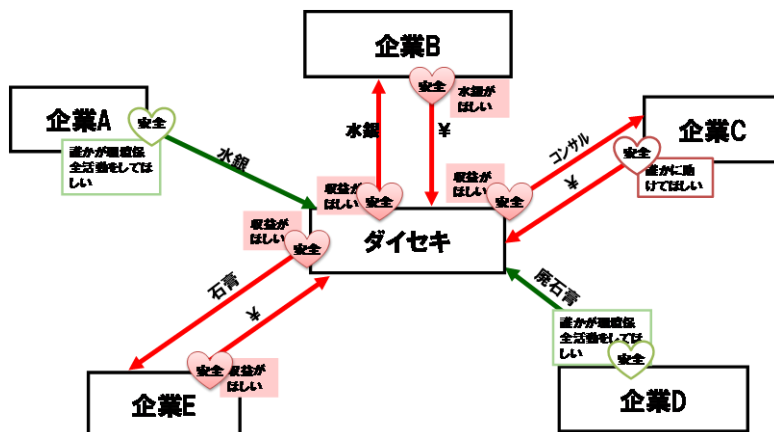 企業B
安全
水銀が
ほしい
企業A
安全
誰かが環境保
全活動をしてほ
しい
水銀
水銀
¥
コンサル
企業C
安全
誰かに助
けてほしい
¥
収益が
ほしい
安全
収益が
ほしい
安全
収益が
ほしい
安全
ダイセキ
石膏
¥
廃石膏
誰かが環境保
全活動をしてほ
しい
安全
企業D
安全
収益が
ほしい
企業E